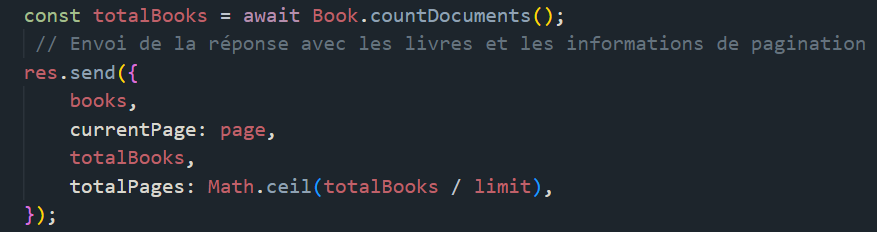 const totalBooks = await Book.countDocuments();
// Envoi de la réponse avec les livres et les informations de pagination
res.send({
books,
currentPage: page,
totalBooks,
totalPages: Math.ceil(totalBooks / limit),
});